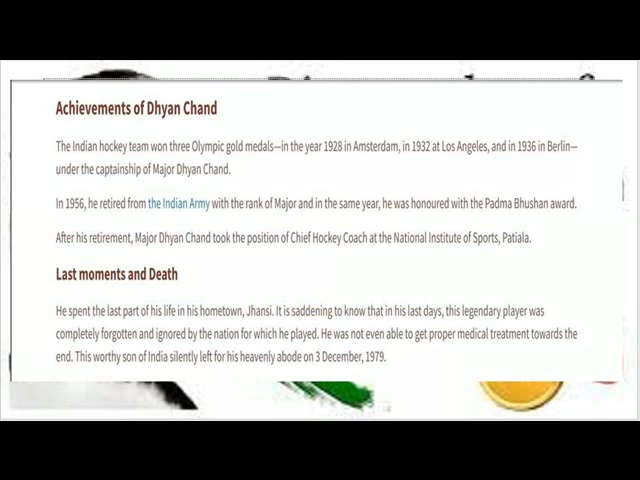 Achievements of Dhyan Chand
The Indian hockey team won three Olympic gold medals—in the year 1928 in Amsterdam, in 1932 at Los Angeles, and in 1936 in Berlin—
under the captainship of Major Dhyan Chand.
In 1956, he retired from the Indian Army with the rank of Major and in the same year, he was honoured with the Padma Bhushan award.
After his retirement, Major Dhyan Chand took the position of Chief Hockey Coach at the National Institute of Sports, Patiala.
Last moments and Death
He spent the last part of his life in his hometown, Jhansi. It is saddening to know that in his last days, this legendary player was
completely forgotten and ignored by the nation for which he played. He was not even able to get proper medical treatment towards the
end. This worthy son of India silently left for his heavenly abode on 3 December, 1979.